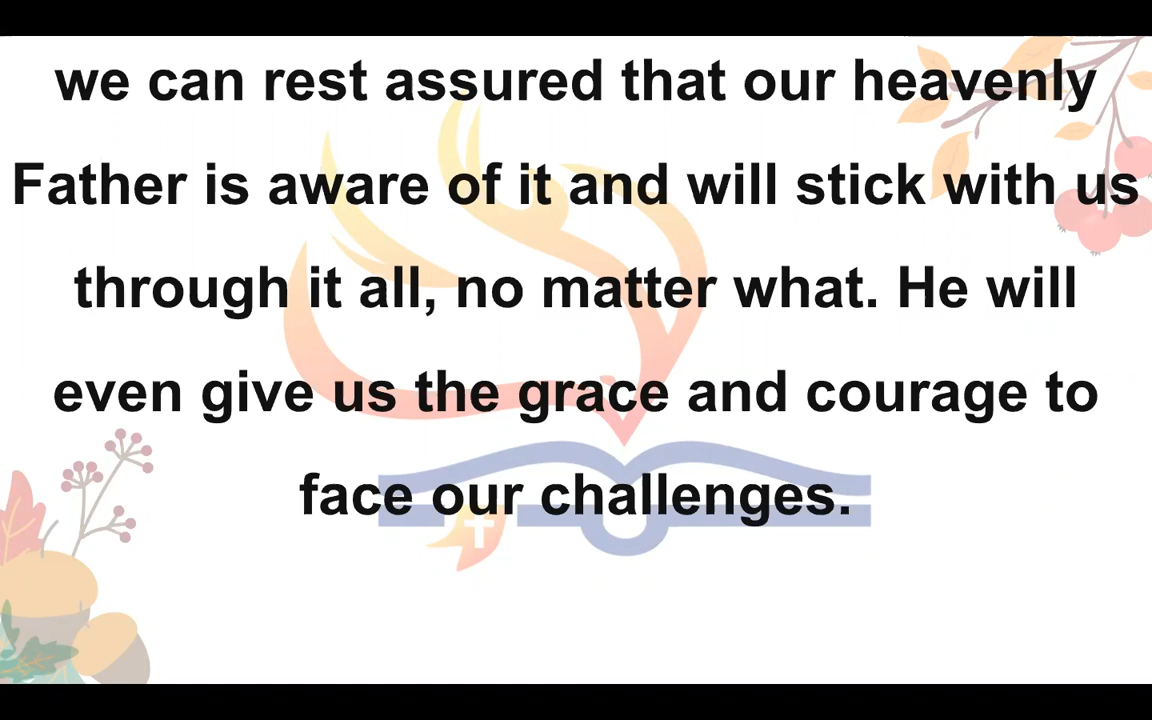 we can rest assured that our heavenly
Father is aware of it and will stick with us
through it all, no matter what. He will
even give us the grace and courage to
face our challenges.